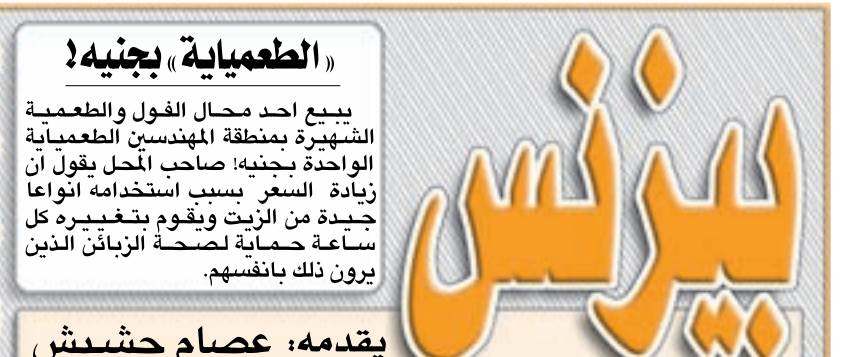 بيزنس
«الطعمياية» بجنيه!
يبيع احد محال الفول والطعمية
الشهيرة بمنطقة المهندسين الطعمياية
الواحدة بجنيه! صاحب المحل يقول ان
زيادة السعر بسبب استخدامه انواعا
جيدة من الزيت ويقوم بتغييره كل
ساعة حماية لصحة الزبائن الذين
يرون ذلك بانفسهم.
يقدمه: عصام حشيش